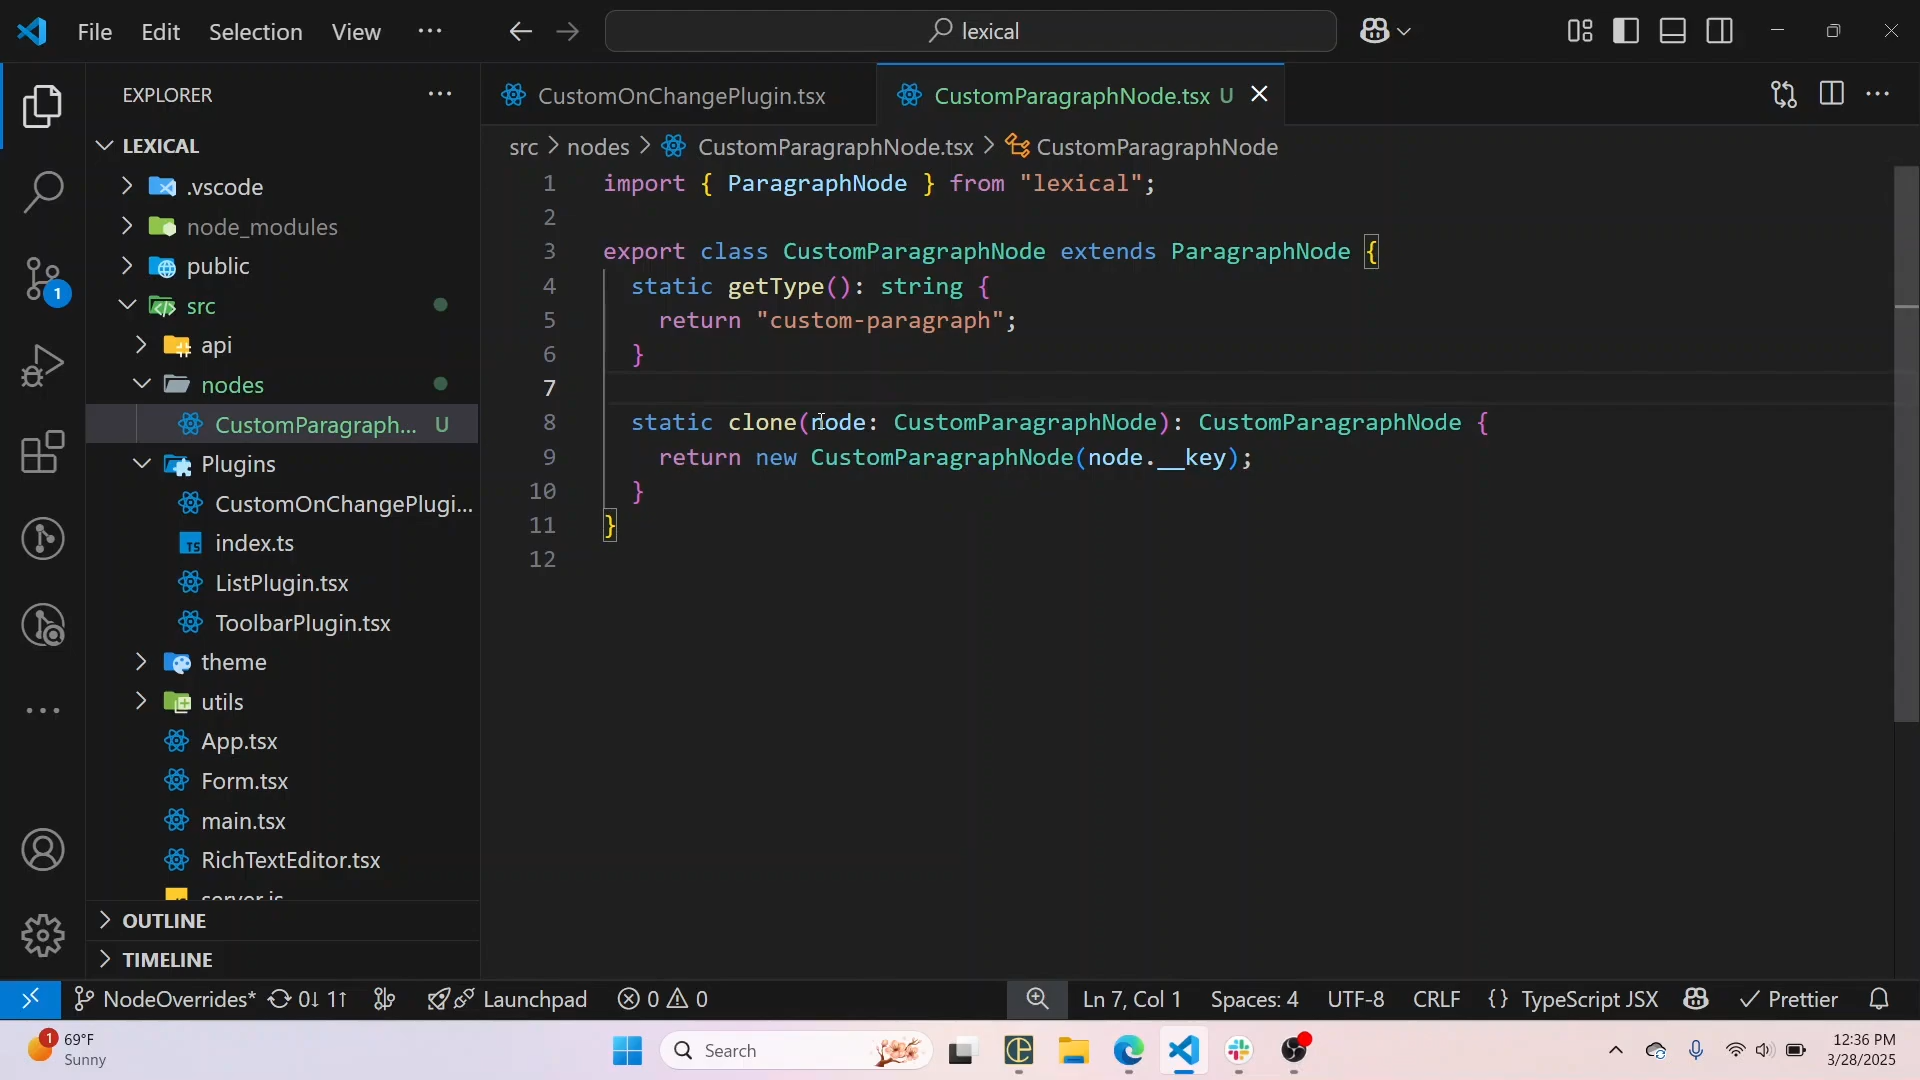 File Edit Selection View ··· lexical
EXPLORER ···
CustomOnChangePlugin.tsx CustomParagraphNode.tsx U
LEXICAL
.vscode
node_modules
public
src
api
nodes
CustomParagraph... U
Plugins
CustomOnChangePlugi...
index.ts
ListPlugin.tsx
ToolbarPlugin.tsx
theme
utils
App.tsx
Form.tsx
main.tsx
RichTextEditor.tsx
server.js
OUTLINE
TIMELINE
1
src > nodes > CustomParagraphNode.tsx > CustomParagraphNode
1 import { ParagraphNode } from "lexical";
2
3 export class CustomParagraphNode extends ParagraphNode {
4 static getType(): string {
5 return "custom-paragraph";
6 }
7
8 static clone(node: CustomParagraphNode): CustomParagraphNode {
9 return new CustomParagraphNode(node.__key);
10 }
11 }
12
NodeOverrides* 0↓ 1↑ Launchpad 0 0 Ln 7, Col 1 Spaces: 4 UTF-8 CRLF {} TypeScript JSX Prettier
1 69°F
Sunny
Search
12:36 PM
3/28/2025